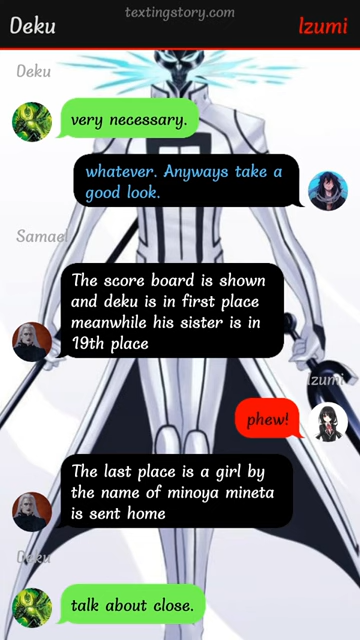 textingstory.com
Deku
Izumi
Deku
very necessary.
whatever. Anyways take a
good look.
Samael
The score board is shown
and deku is in first place
meanwhile his sister is in
19th place
Izumi
phew!
The last place is a girl by
the name of minoya mineta
is sent home
Deku
talk about close.